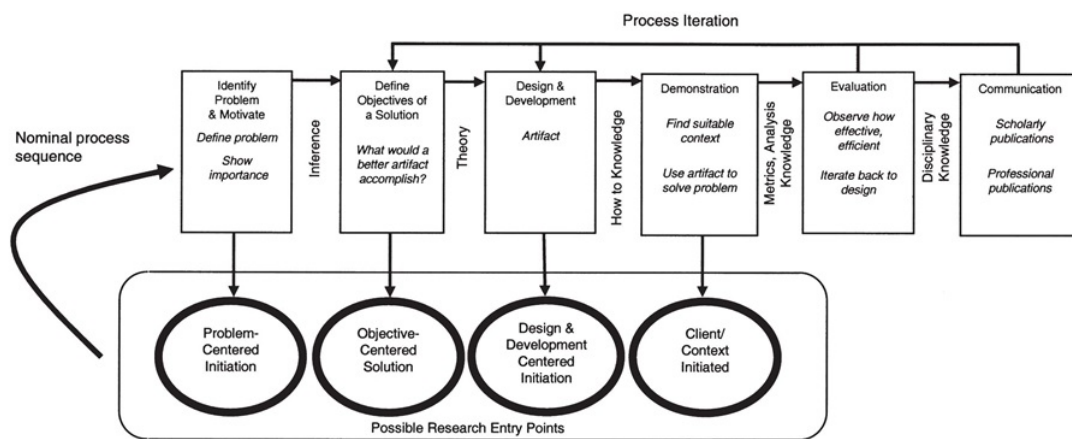 Process Iteration
Nominal process
sequence
Identify
Problem
& Motivate
Define problem
Show
importance
Inference
Define
Objectives of
a Solution
What would a
better artifact
accomplish?
Theory
Design &
Development
Artifact
How to Knowledge
Demonstration
Find suitable
context
Use artifact to
solve problem
Metrics, Analysis
Knowledge
Evaluation
Observe how
effective,
efficient
Iterate back to
design
Disciplinary
Knowledge
Communication
Scholarly
publications
Professional
publications
Problem-
Centered
Initiation
Objective-
Centered
Solution
Design &
Development
Centered
Initiation
Client/
Context
Initiated
Possible Research Entry Points